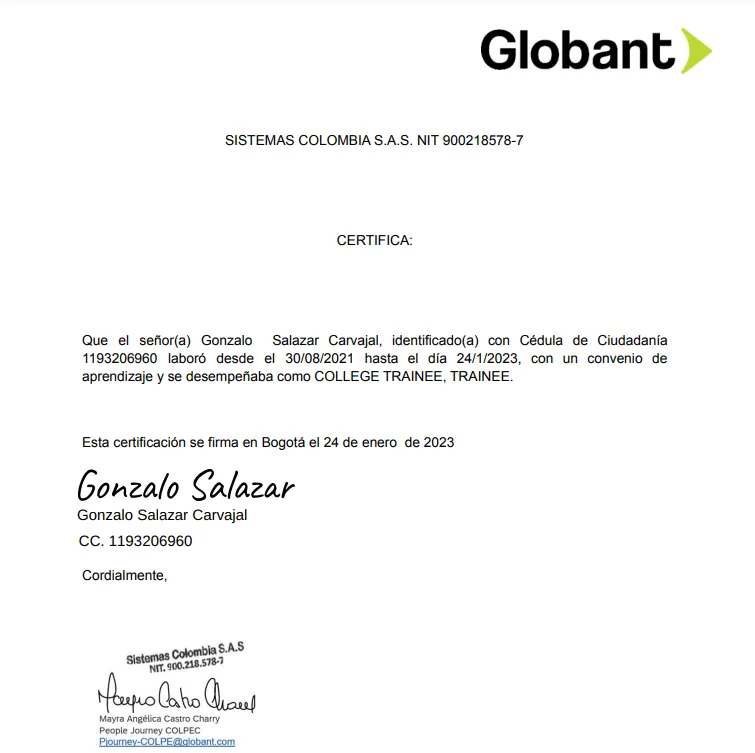 Globant
SISTEMAS COLOMBIA S.A.S. NIT 900218578-7
CERTIFICA:
Que el señor(a) Gonzalo Salazar Carvajal, identificado(a) con Cédula de Ciudadanía
1193206960 laboró desde el 30/08/2021 hasta el día 24/1/2023, con un convenio de
aprendizaje y se desempeñaba como COLLEGE TRAINEE, TRAINEE.
Esta certificación se firma en Bogotá el 24 de enero de 2023
Gonzalo Salazar
Gonzalo Salazar Carvajal
CC. 1193206960
Cordialmente,
Sistemas Colombia S.A.S
NIT. 900.218.578-7
Mayra Castro Charry
Mayra Angélica Castro Charry
People Journey COLPEC
Pjourney-COLPE@globant.com